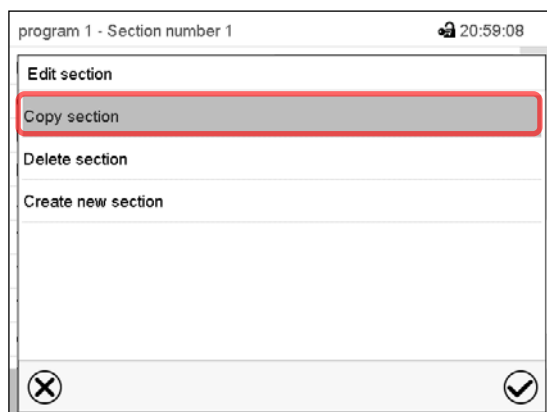 program 1 - Section number 1 20:59:08
Edit section
Copy section
Delete section
Create new section